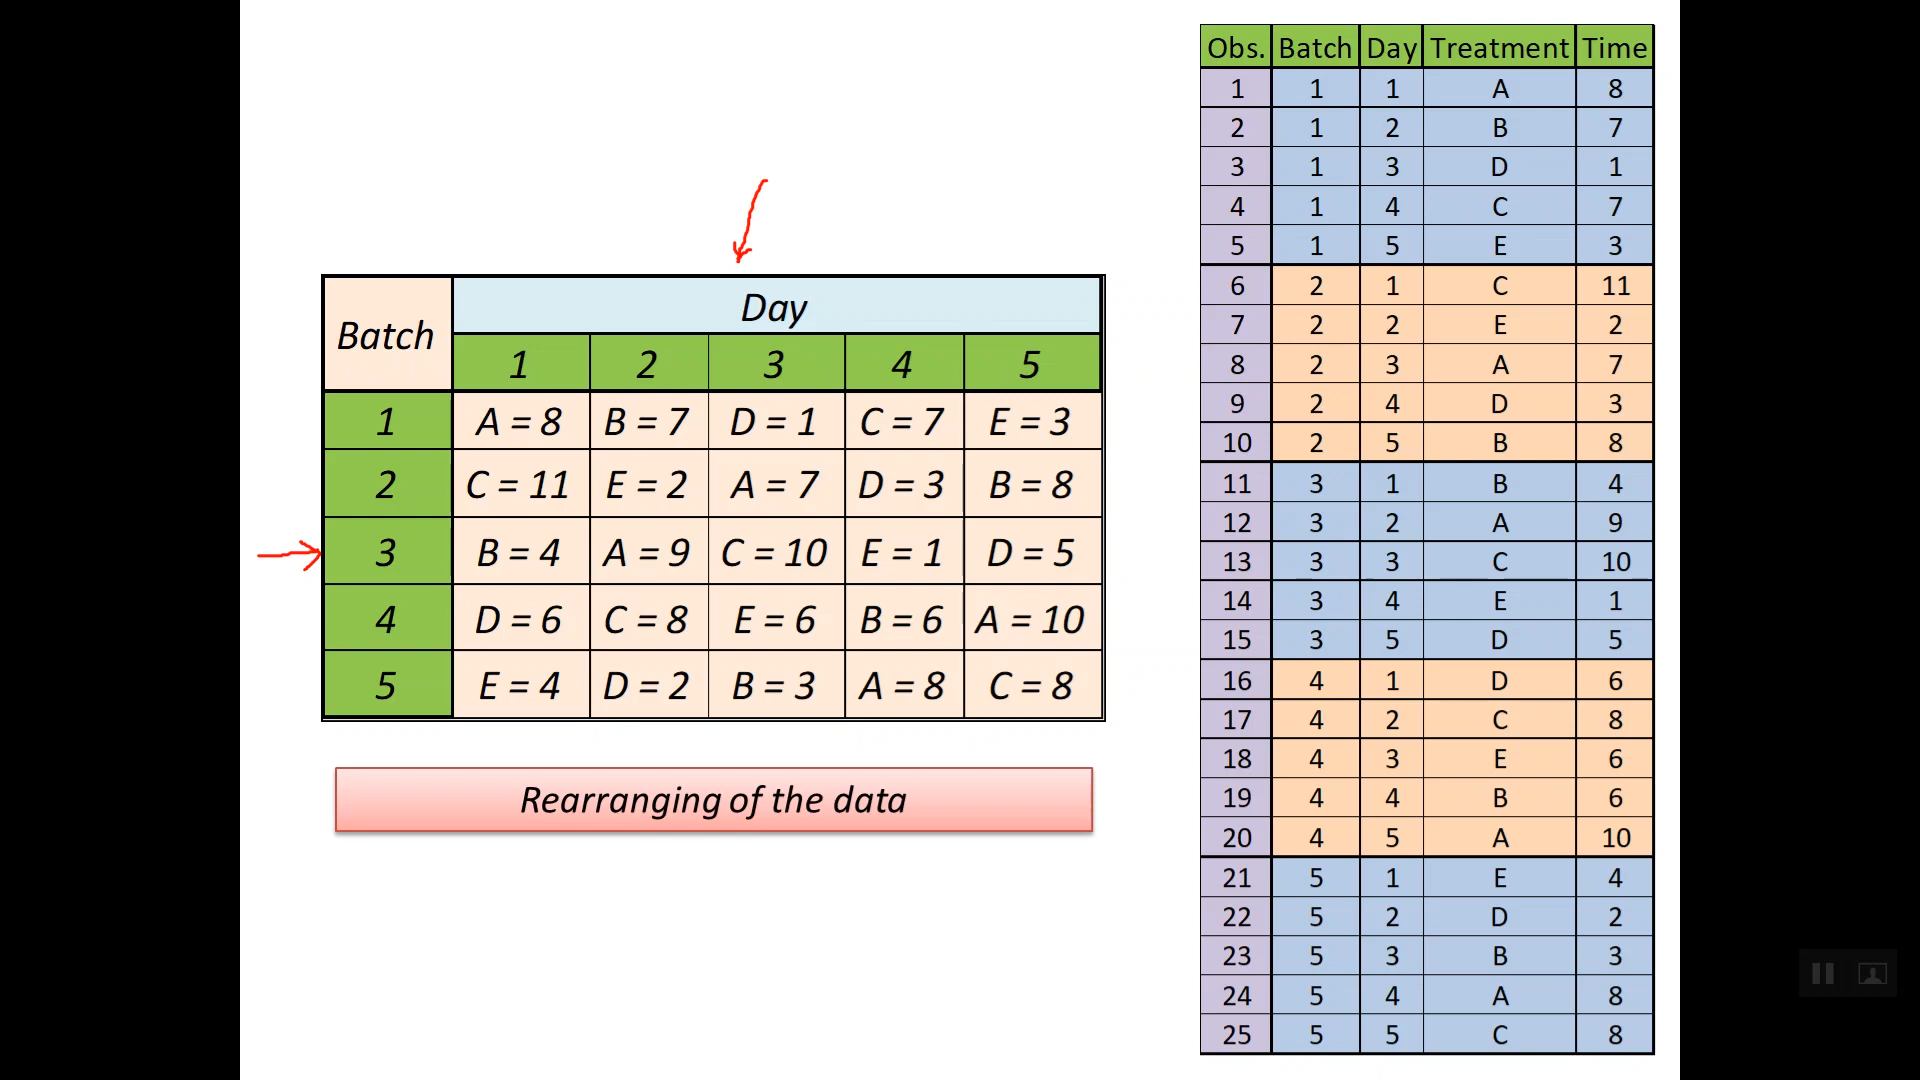 Batch Day
1 2 3 4 5
1 A = 8 B = 7 D = 1 C = 7 E = 3
2 C = 11 E = 2 A = 7 D = 3 B = 8
3 B = 4 A = 9 C = 10 E = 1 D = 5
4 D = 6 C = 8 E = 6 B = 6 A = 10
5 E = 4 D = 2 B = 3 A = 8 C = 8
Rearranging of the data
Obs. Batch Day Treatment Time
1 1 1 A 8
2 1 2 B 7
3 1 3 D 1
4 1 4 C 7
5 1 5 E 3
6 2 1 C 11
7 2 2 E 2
8 2 3 A 7
9 2 4 D 3
10 2 5 B 8
11 3 1 B 4
12 3 2 A 9
13 3 3 C 10
14 3 4 E 1
15 3 5 D 5
16 4 1 D 6
17 4 2 C 8
18 4 3 E 6
19 4 4 B 6
20 4 5 A 10
21 5 1 E 4
22 5 2 D 2
23 5 3 B 3
24 5 4 A 8
25 5 5 C 8